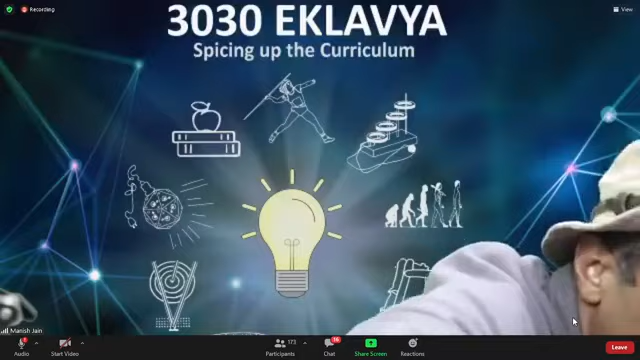 Recording
View
3030 EKLAVYA
Spicing up the Curriculum
Manish Jain
Audio
Start Video
173
Participants
16
Chat
Share Screen
Reactions
Leave